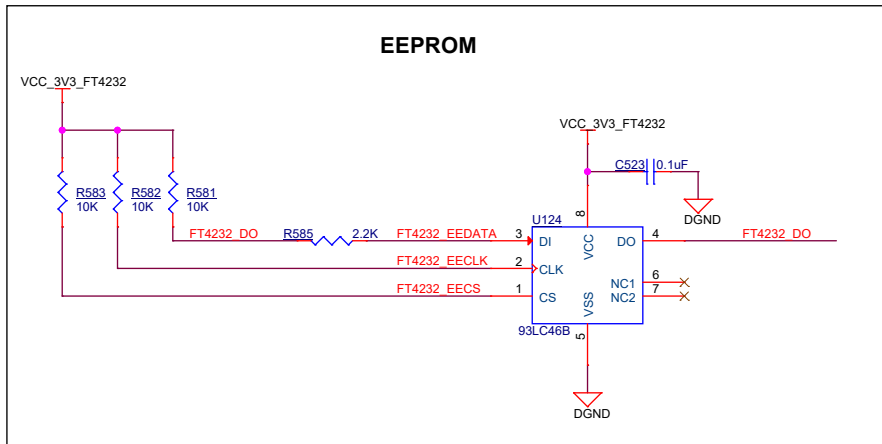 EEPROM
VCC_3V3_FT4232
VCC_3V3_FT4232
C523 0.1uF
DGND
R583
10K
R582
10K
R581
10K
U124
8
VCC
FT4232_DO R585 2.2K FT4232_EEDATA 3 DI
DO 4 FT4232_DO
FT4232_EECLK 2 CLK
NC1 6
FT4232_EECS 1 CS
NC2 7
VSS
93LC46B
5
DGND